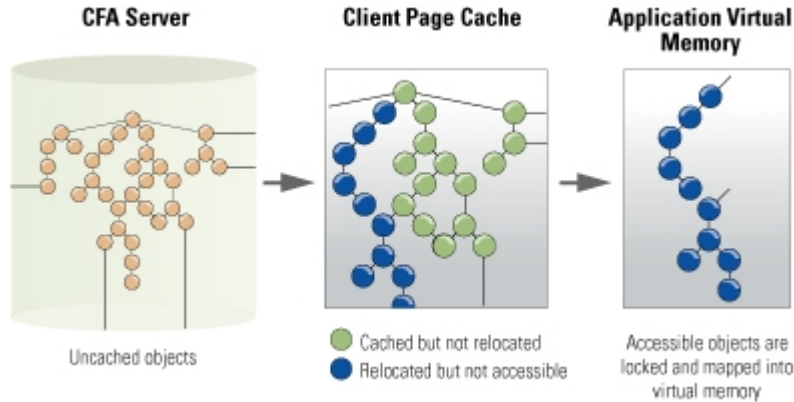 CFA Server
Client Page Cache
Application Virtual
Memory
Uncached objects
Cached but not relocated
Relocated but not accessible
Accessible objects are
locked and mapped into
virtual memory